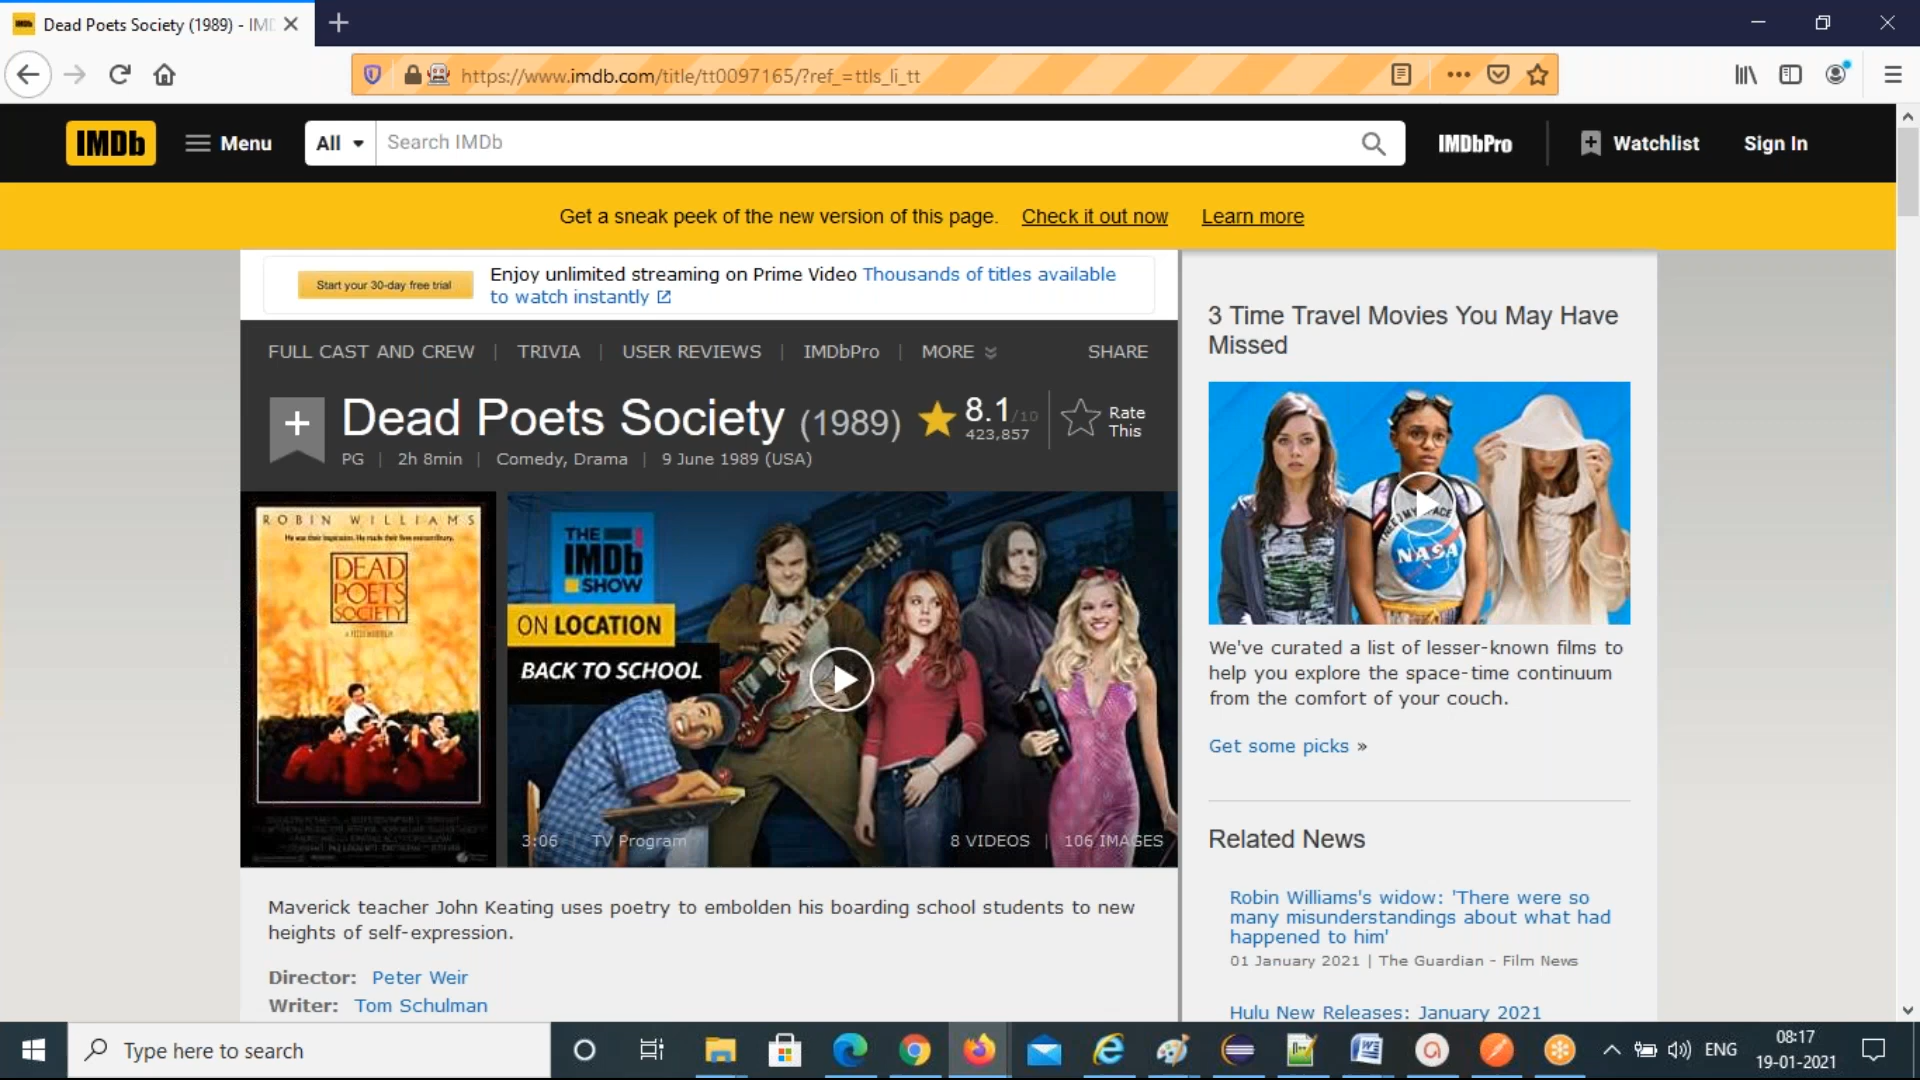 Dead Poets Society (1989) - IMD
https://www.imdb.com/title/tt0097165/?ref_=ttls_li_tt
IMDb
Menu
All
Search IMDb
IMDbPro
Watchlist
Sign In
Get a sneak peek of the new version of this page. Check it out now Learn more
Start your 30-day free trial
Enjoy unlimited streaming on Prime Video Thousands of titles available
to watch instantly
FULL CAST AND CREW | TRIVIA | USER REVIEWS | IMDbPro | MORE SHARE
Dead Poets Society (1989)
8.1/10
423,857
Rate
This
PG | 2h 8min | Comedy, Drama | 9 June 1989 (USA)
ROBIN WILLIAMS
He was their inspiration. He made their lives extraordinary.
DEAD
POETS
SOCIETY
THE
IMDb
SHOW
ON LOCATION
BACK TO SCHOOL
3:06 | TV Program
8 VIDEOS | 106 IMAGES
Maverick teacher John Keating uses poetry to embolden his boarding school students to new
heights of self-expression.
Director: Peter Weir
Writer: Tom Schulman
3 Time Travel Movies You May Have
Missed
NASA
We've curated a list of lesser-known films to
help you explore the space-time continuum
from the comfort of your couch.
Get some picks »
Related News
Robin Williams's widow: 'There were so
many misunderstandings about what had
happened to him'
01 January 2021 | The Guardian - Film News
Hulu New Releases: January 2021
Type here to search
ENG
08:17
19-01-2021